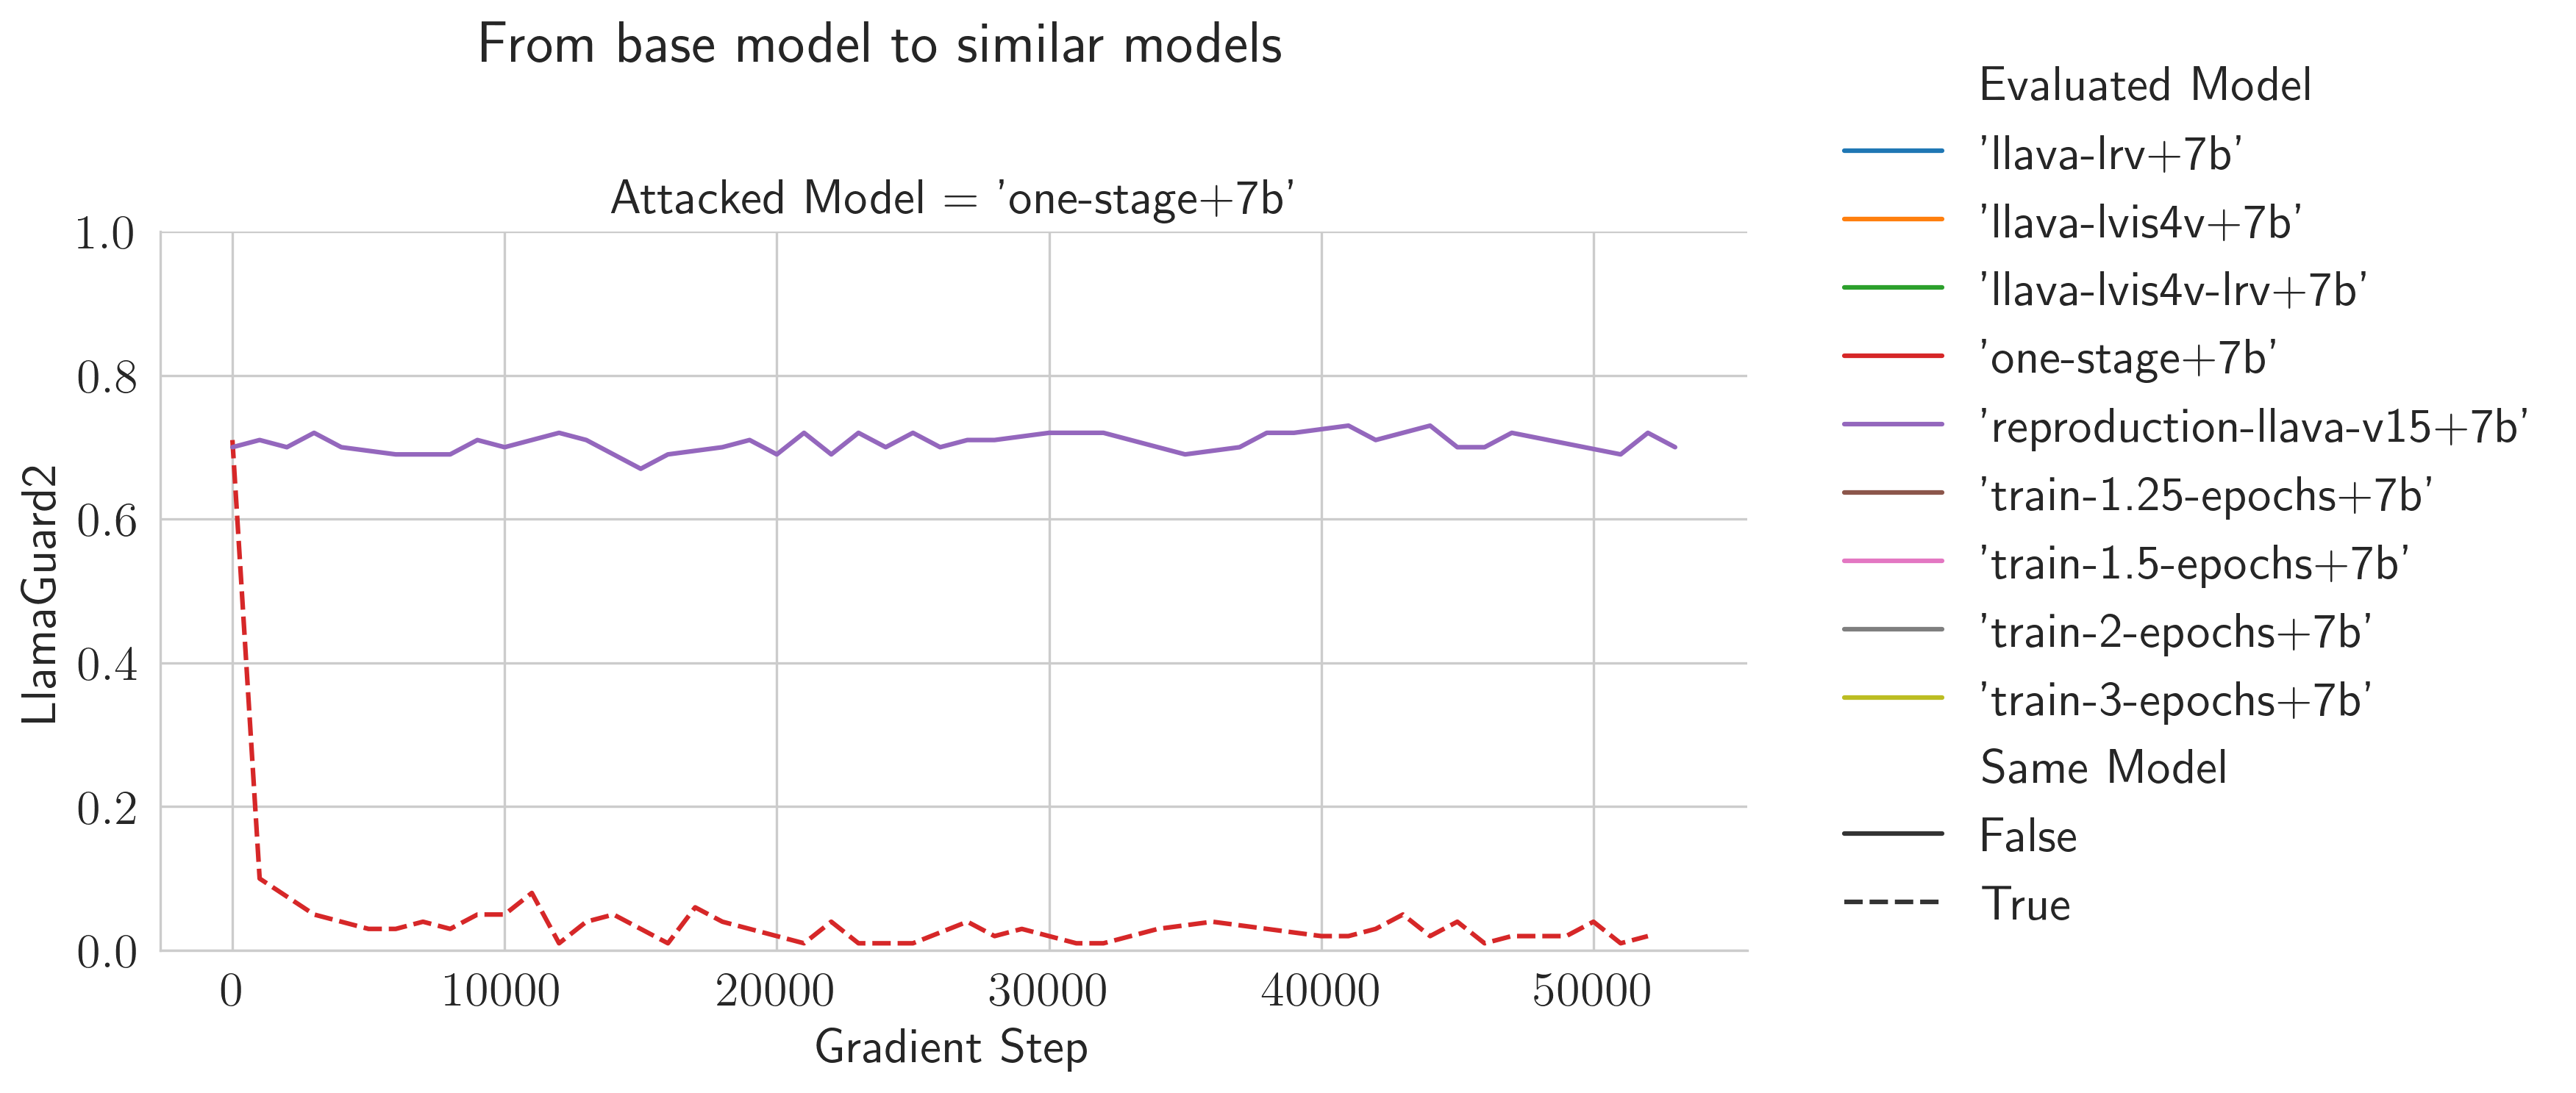 From base model to similar models
Attacked Model = 'one-stage+7b'
1.0
0.8
0.6
0.4
0.2
0.0
LlamaGuard2
0 10000 20000 30000 40000 50000
Gradient Step
Evaluated Model
'llava-lrv+7b'
'llava-lvis4v+7b'
'llava-lvis4v-lrv+7b'
'one-stage+7b'
'reproduction-llava-v15+7b'
'train-1.25-epochs+7b'
'train-1.5-epochs+7b'
'train-2-epochs+7b'
'train-3-epochs+7b'
Same Model
False
True